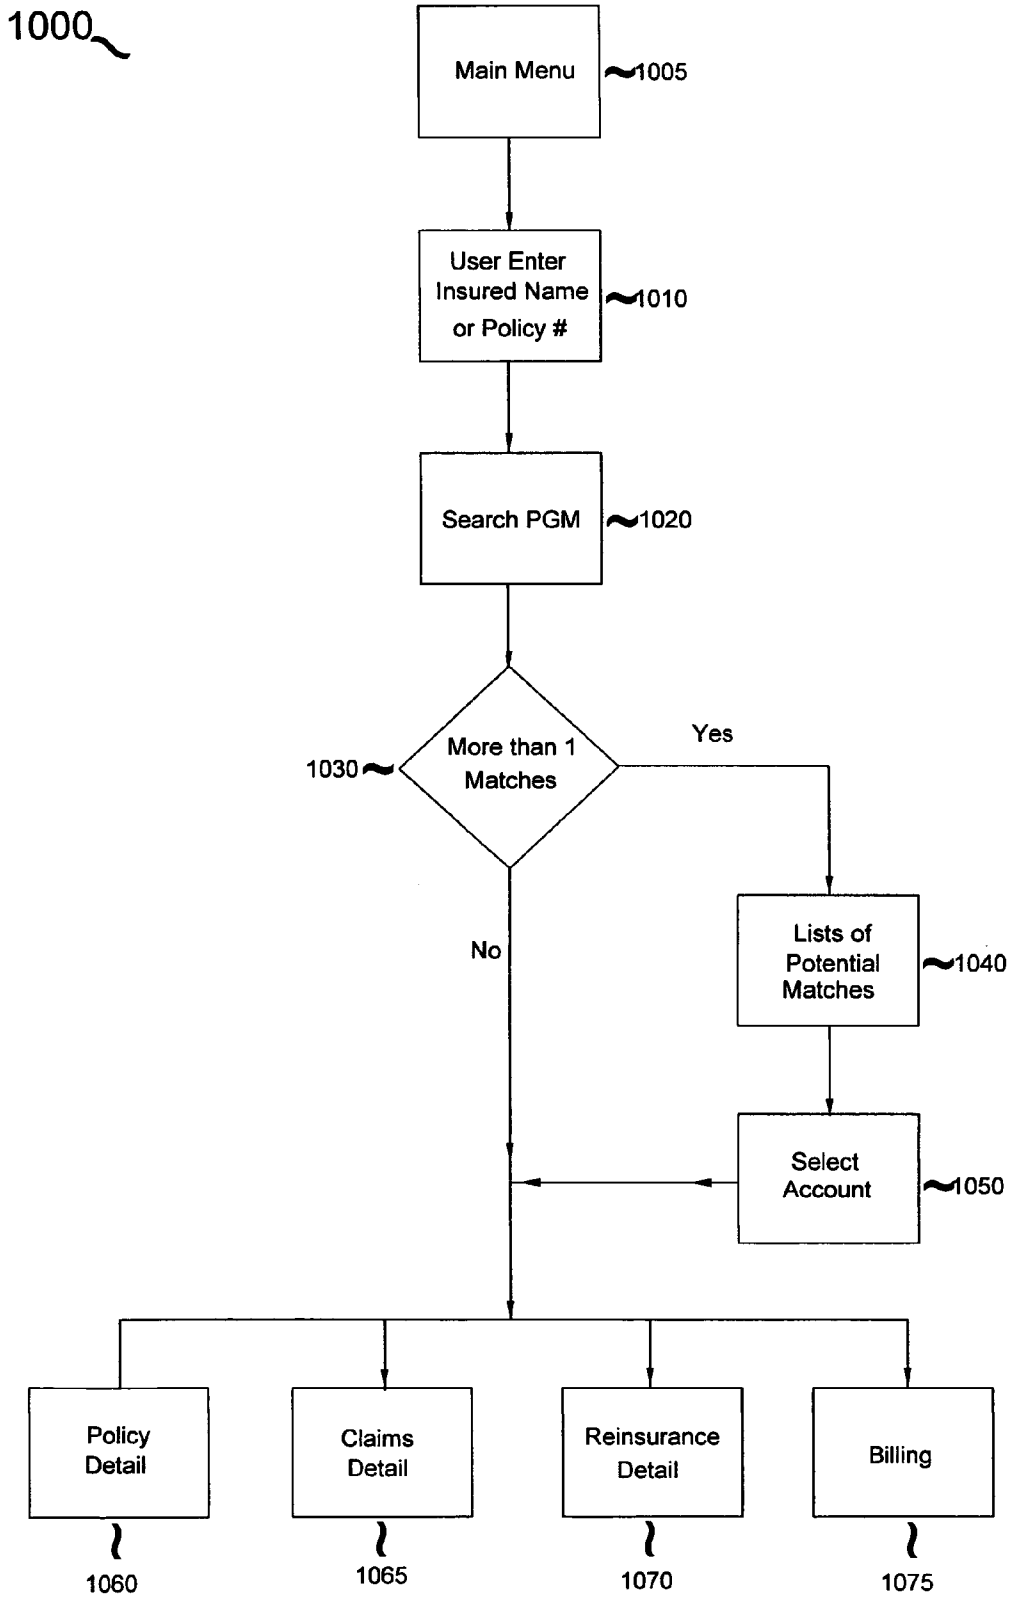 1000
Main Menu
1005
User Enter
Insured Name
or Policy #
1010
Search PGM
1020
More than 1
Matches
1030
Yes
No
Lists of
Potential
Matches
1040
Select
Account
1050
Policy
Detail
Claims
Detail
Reinsurance
Detail
Billing
1060
1065
1070
1075